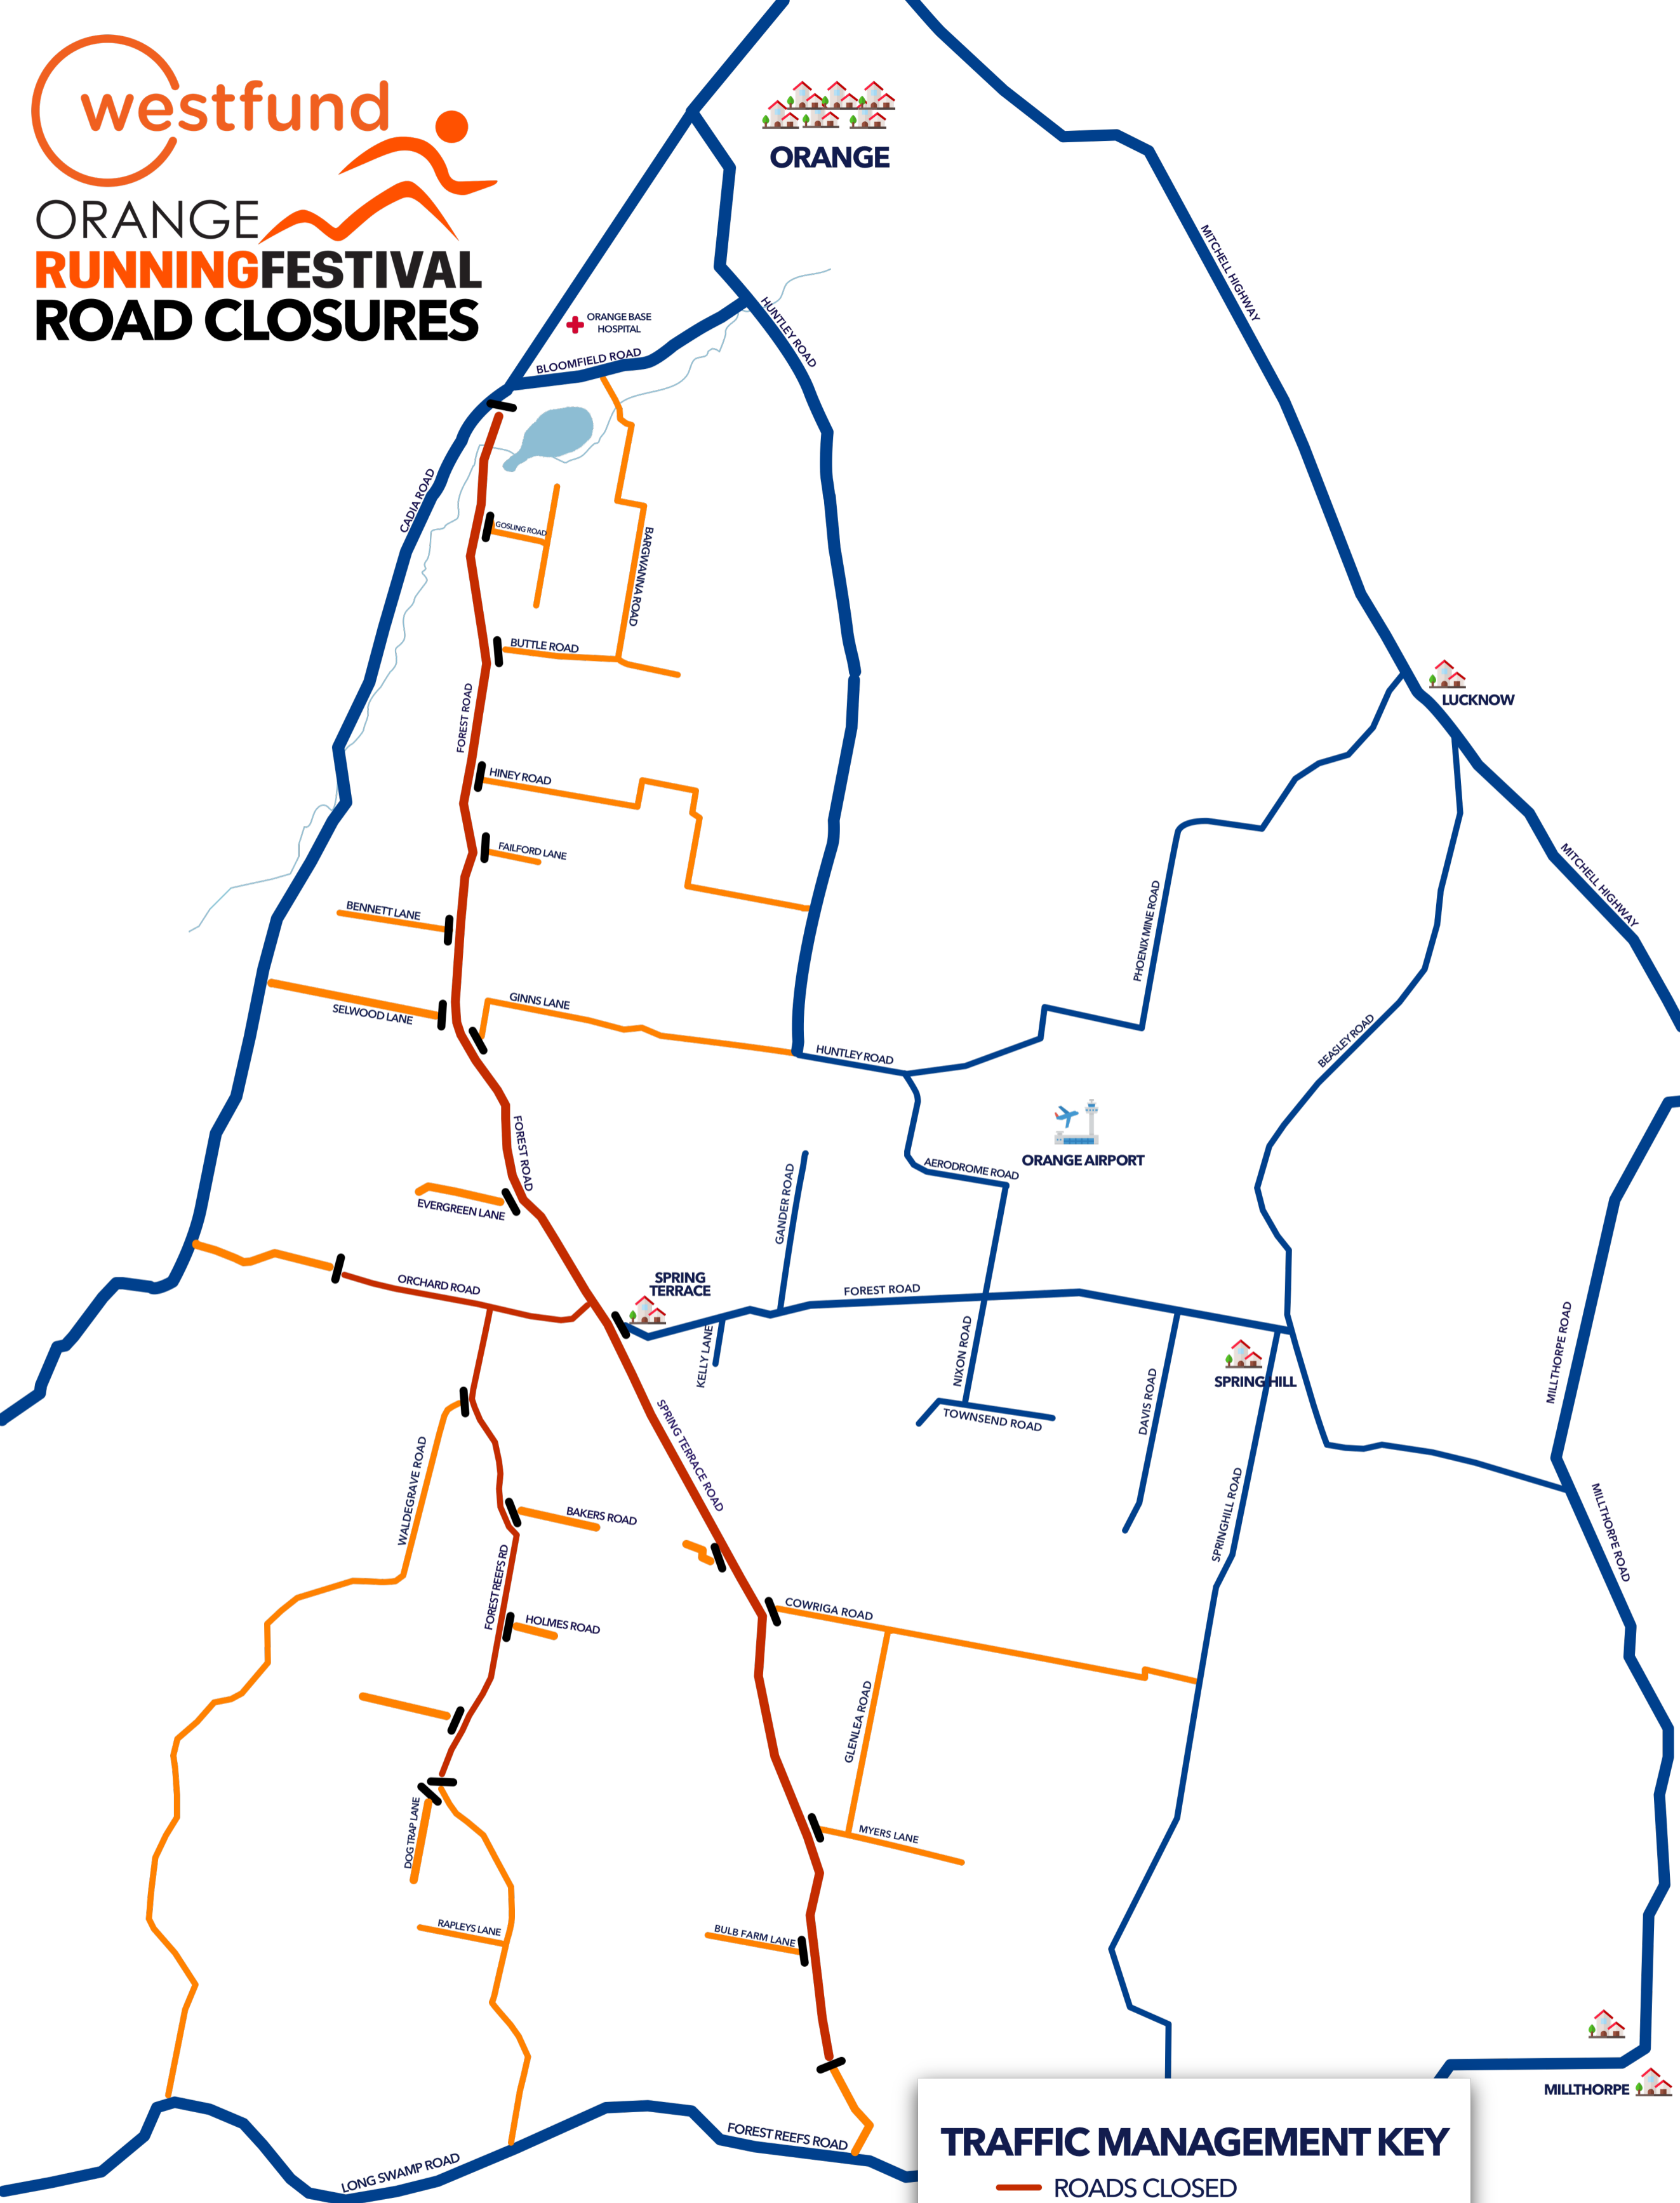 westfund
ORANGE
RUNNINGFESTIVAL
ROAD CLOSURES
ORANGE
MITCHELL HIGHWAY
ORANGE BASE
HOSPITAL
HUNTLEY ROAD
BLOOMFIELD ROAD
CADIA ROAD
GOSLING ROAD
BARGWANNA ROAD
BUTTLE ROAD
FOREST ROAD
LUCKNOW
HINEY ROAD
FAILFORD LANE
MITCHELL HIGHWAY
BENNETT LANE
PHOENIX MINE ROAD
SELWOOD LANE
GINNS LANE
HUNTLEY ROAD
BEASLEY ROAD
FOREST ROAD
ORANGE AIRPORT
AERODROME ROAD
GANDER ROAD
EVERGREEN LANE
ORCHARD ROAD
SPRING
TERRACE
FOREST ROAD
KELLY LANE
NIXON ROAD
MILLTHORPE ROAD
SPRING HILL
DAVIS ROAD
TOWNSEND ROAD
SPRING TERRACE ROAD
WALDEGRAVE ROAD
SPRINGHILL ROAD
MILLTHORPE ROAD
BAKERS ROAD
FOREST REEFS RD
HOLMES ROAD
COWRIGA ROAD
GLENLEA ROAD
DOG TRAP LANE
MYERS LANE
RAPLEYS LANE
BULB FARM LANE
MILLTHORPE
FOREST REEFS ROAD
LONG SWAMP ROAD
TRAFFIC MANAGEMENT KEY
ROADS CLOSED